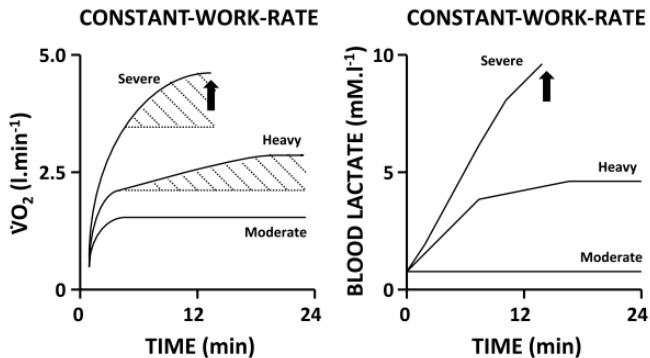 CONSTANT-WORK-RATE
V̇O₂ (l.min⁻¹)
5.0
2.5
0
Severe
Heavy
Moderate
0
12
24
TIME (min)
CONSTANT-WORK-RATE
BLOOD LACTATE (mM.l⁻¹)
10
5
0
Severe
Heavy
Moderate
0
12
24
TIME (min)